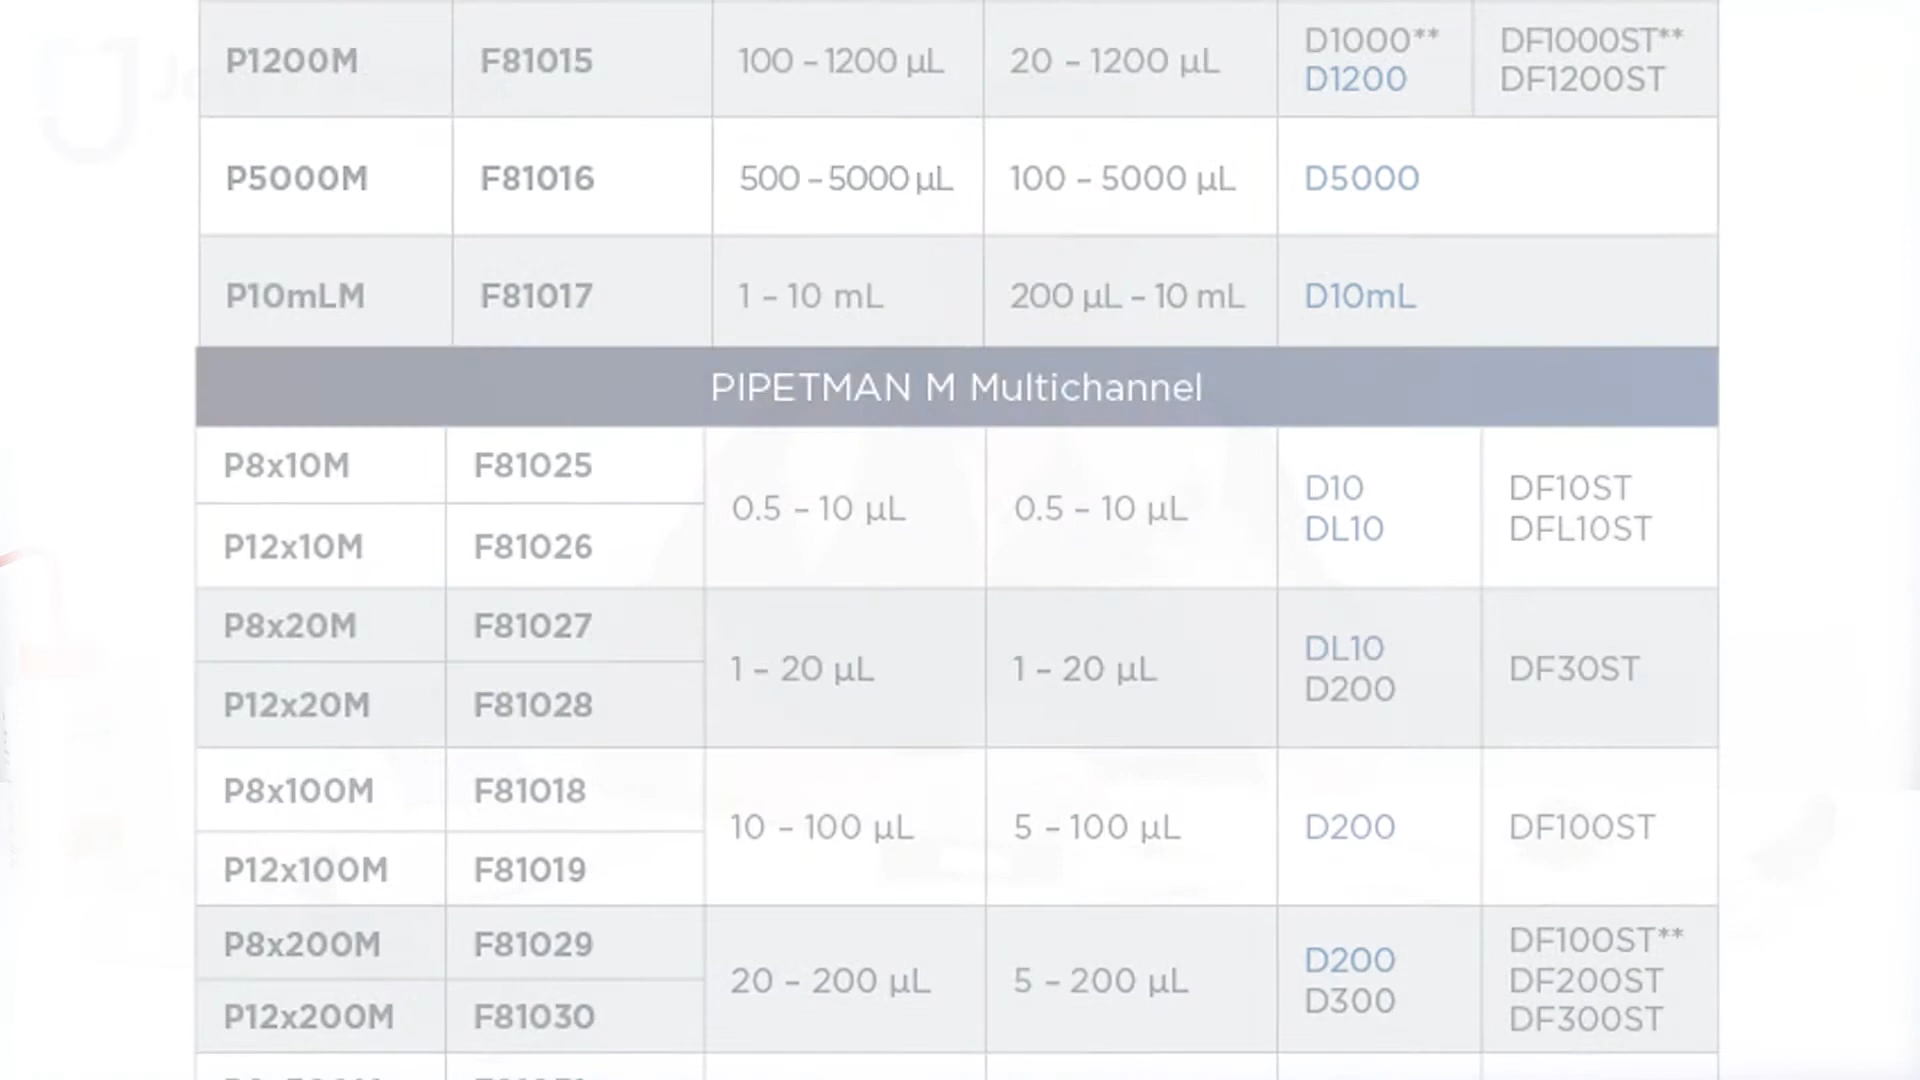 P1200M F81015 100 – 1200 µL 20 – 1200 µL D1000** DF1000ST**
D1200 DF1200ST
P5000M F81016 500 – 5000 µL 100 – 5000 µL D5000
P10mLM F81017 1 – 10 mL 200 µL – 10 mL D10mL
PIPETMAN M Multichannel
P8x10M F81025
0.5 – 10 µL 0.5 – 10 µL D10 DF10ST
DL10 DFL10ST
P12x10M F81026
P8x20M F81027
1 – 20 µL 1 – 20 µL DL10 DF30ST
D200
P12x20M F81028
P8x100M F81018
10 – 100 µL 5 – 100 µL D200 DF100ST
P12x100M F81019
P8x200M F81029
20 – 200 µL 5 – 200 µL D200 DF100ST**
D300 DF200ST
DF300ST
P12x200M F81030